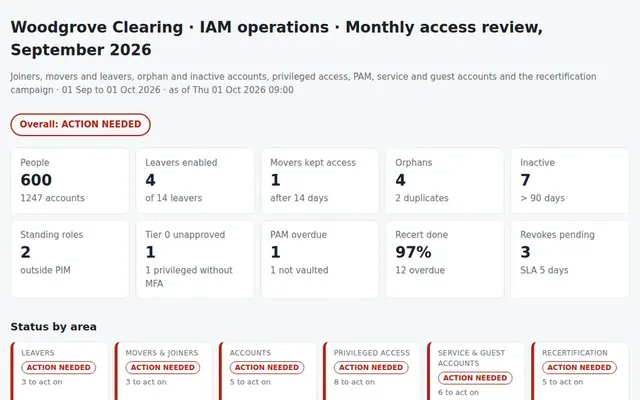 Woodgrove Clearing · IAM operations · Monthly access review,
September 2026
Joiners, movers and leavers, orphan and inactive accounts, privileged access, PAM, service and guest accounts and the recertification
campaign · 01 Sep to 01 Oct 2026 · as of Thu 01 Oct 2026 09:00
Overall: ACTION NEEDED
People
600
1247 accounts
Leavers enabled
4
of 14 leavers
Movers kept access
1
after 14 days
Orphans
4
2 duplicates
Inactive
7
> 90 days
Standing roles
2
outside PIM
Tier 0 unapproved
1
1 privileged without
MFA
PAM overdue
1
1 not vaulted
Recert done
97%
12 overdue
Revokes pending
3
SLA 5 days
Status by area
LEAVERS
ACTION NEEDED
3 to act on
MOVERS & JOINERS
ACTION NEEDED
3 to act on
ACCOUNTS
ACTION NEEDED
5 to act on
PRIVILEGED ACCESS
ACTION NEEDED
8 to act on
SERVICE & GUEST
ACCOUNTS
ACTION NEEDED
6 to act on
RECERTIFICATION
ACTION NEEDED
5 to act on